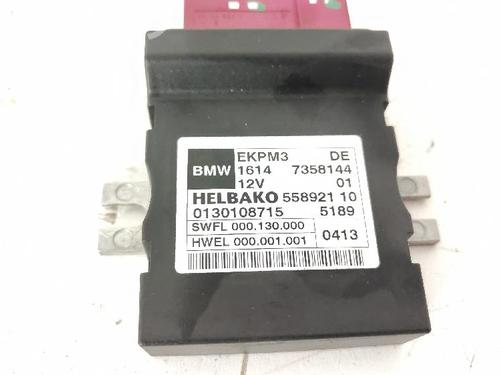 EKPM3 DE
BMW 1614 7358144
12V 01
HELBAKO 558921 10
0130108715 5189
SWFL 000.130.000
HWEL 000.001.001 0413